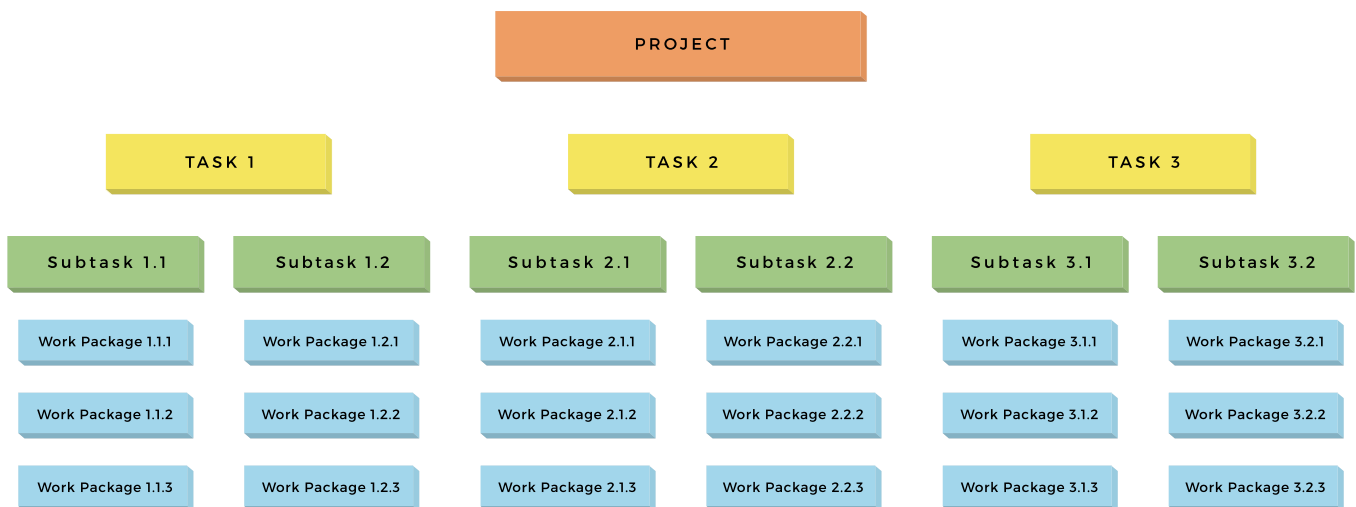 PROJECT
TASK 1
TASK 2
TASK 3
Subtask 1.1
Subtask 1.2
Subtask 2.1
Subtask 2.2
Subtask 3.1
Subtask 3.2
Work Package 1.1.1
Work Package 1.2.1
Work Package 2.1.1
Work Package 2.2.1
Work Package 3.1.1
Work Package 3.2.1
Work Package 1.1.2
Work Package 1.2.2
Work Package 2.1.2
Work Package 2.2.2
Work Package 3.1.2
Work Package 3.2.2
Work Package 1.1.3
Work Package 1.2.3
Work Package 2.1.3
Work Package 2.2.3
Work Package 3.1.3
Work Package 3.2.3